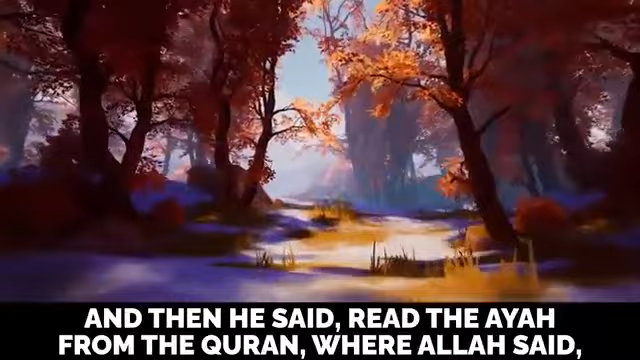 AND THEN HE SAID, READ THE AYAH
FROM THE QURAN, WHERE ALLAH SAID,